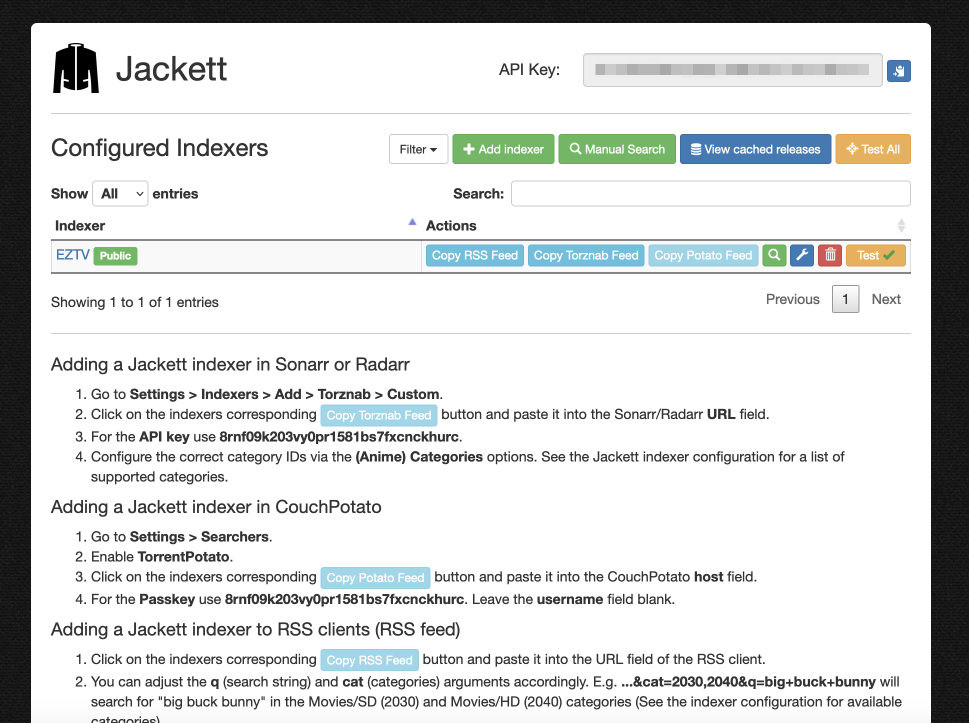 Jackett
API Key:
Configured Indexers
Filter
Add indexer
Manual Search
View cached releases
Test All
Show All entries
Search:
Indexer
Actions
EZTV Public
Copy RSS Feed
Copy Torznab Feed
Copy Potato Feed
Test
Showing 1 to 1 of 1 entries
Previous
1
Next
Adding a Jackett indexer in Sonarr or Radarr
1. Go to Settings > Indexers > Add > Torznab > Custom.
2. Click on the indexers corresponding Copy Torznab Feed button and paste it into the Sonarr/Radarr URL field.
3. For the API key use 8rnf09k203vy0pr1581bs7fxcnckhurc.
4. Configure the correct category IDs via the (Anime) Categories options. See the Jackett indexer configuration for a list of
supported categories.
Adding a Jackett indexer in CouchPotato
1. Go to Settings > Searchers.
2. Enable TorrentPotato.
3. Click on the indexers corresponding Copy Potato Feed button and paste it into the CouchPotato host field.
4. For the Passkey use 8rnf09k203vy0pr1581bs7fxcnckhurc. Leave the username field blank.
Adding a Jackett indexer to RSS clients (RSS feed)
1. Click on the indexers corresponding Copy RSS Feed button and paste it into the URL field of the RSS client.
2. You can adjust the q (search string) and cat (categories) arguments accordingly. E.g. ...&cat=2030,2040&q=big+buck+bunny will
search for "big buck bunny" in the Movies/SD (2030) and Movies/HD (2040) categories (See the indexer configuration for available
categories)